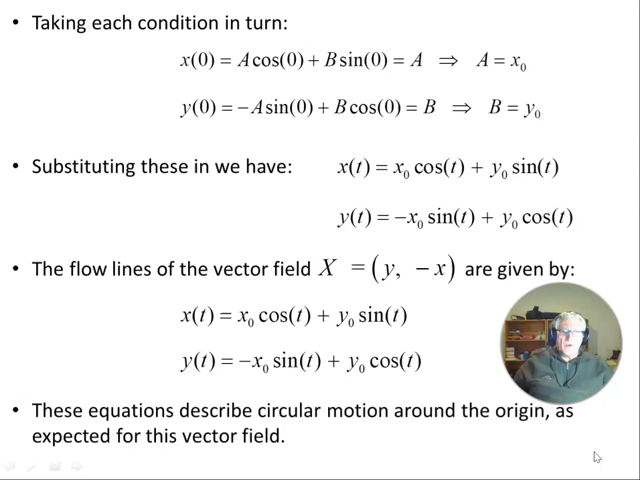 • Taking each condition in turn:
x(0) = A cos(0) + B sin(0) = A ⇒ A = x₀
y(0) = −A sin(0) + B cos(0) = B ⇒ B = y₀
• Substituting these in we have: x(t) = x₀ cos(t) + y₀ sin(t)
y(t) = −x₀ sin(t) + y₀ cos(t)
• The flow lines of the vector field X = (y, −x) are given by:
x(t) = x₀ cos(t) + y₀ sin(t)
y(t) = −x₀ sin(t) + y₀ cos(t)
• These equations describe circular motion around the origin, as
expected for this vector field.